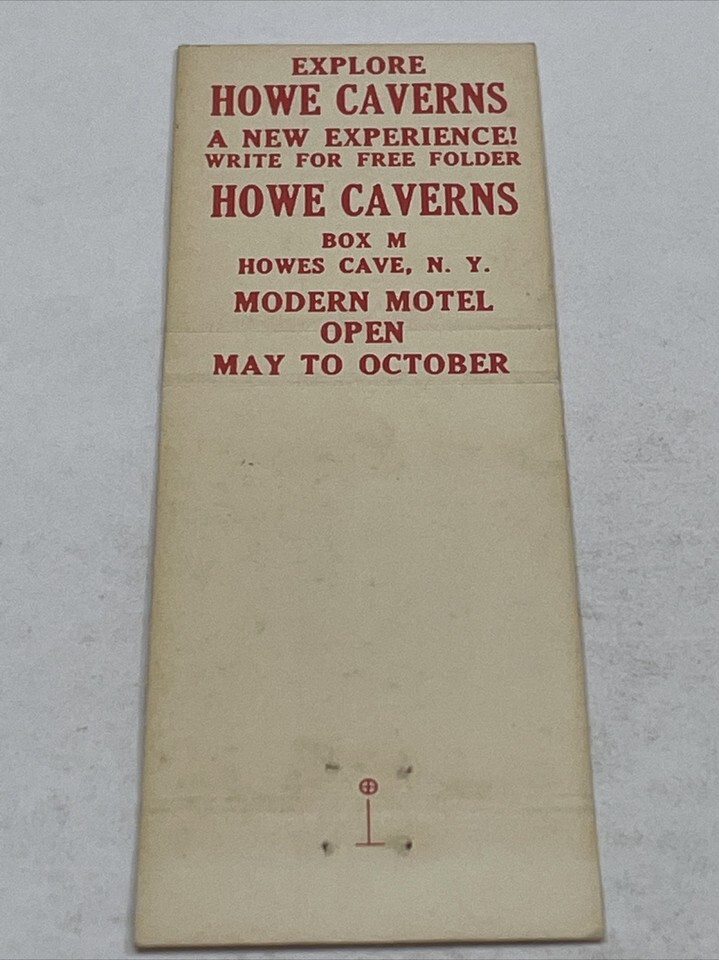 EXPLORE
HOWE CAVERNS
A NEW EXPERIENCE!
WRITE FOR FREE FOLDER
HOWE CAVERNS
BOX M
HOWES CAVE, N. Y.
MODERN MOTEL
OPEN
MAY TO OCTOBER